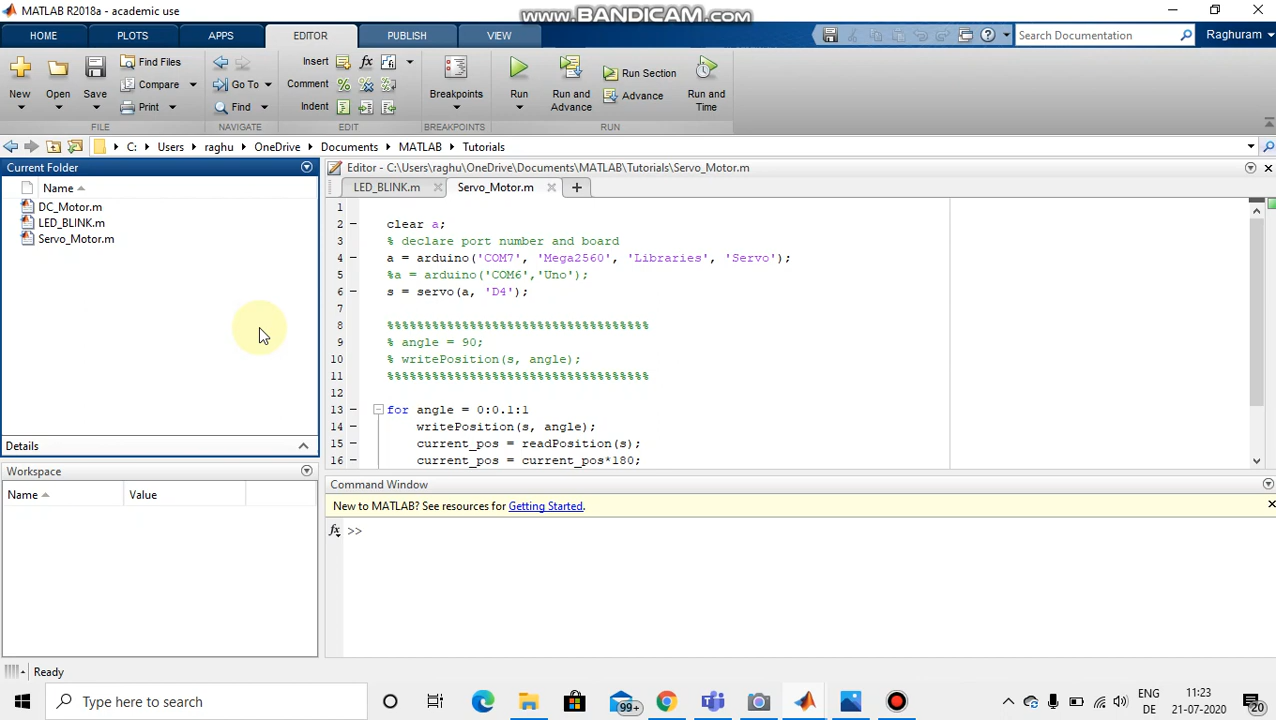 MATLAB R2018a - academic use
www.BANDICAM.com
HOME PLOTS APPS EDITOR PUBLISH VIEW
Search Documentation
Raghuram
New Open Save
Find Files
Compare
Print
FILE
Go To
Find
NAVIGATE
Insert fx
Comment %
Indent
EDIT
Breakpoints
BREAKPOINTS
Run
Run and Advance
Run Section
Advance
Run and Time
RUN
C: Users raghu OneDrive Documents MATLAB Tutorials
Current Folder
Name
DC_Motor.m
LED_BLINK.m
Servo_Motor.m
Details
Workspace
Name Value
Editor - C:\Users\raghu\OneDrive\Documents\MATLAB\Tutorials\Servo_Motor.m
LED_BLINK.m Servo_Motor.m
1
2 clear a;
3 % declare port number and board
4 a = arduino('COM7', 'Mega2560', 'Libraries', 'Servo');
5 %a = arduino('COM6','Uno');
6 s = servo(a, 'D4');
7
8 %%%%%%%%%%%%%%%%%%%%%%%%%%%%%%%%%%%
9 % angle = 90;
10 % writePosition(s, angle);
11 %%%%%%%%%%%%%%%%%%%%%%%%%%%%%%%%%%%
12
13 for angle = 0:0.1:1
14 writePosition(s, angle);
15 current_pos = readPosition(s);
16 current_pos = current_pos*180;
Command Window
New to MATLAB? See resources for Getting Started.
fx >>
Ready
Type here to search
99+
ENG
DE
11:23
21-07-2020
20